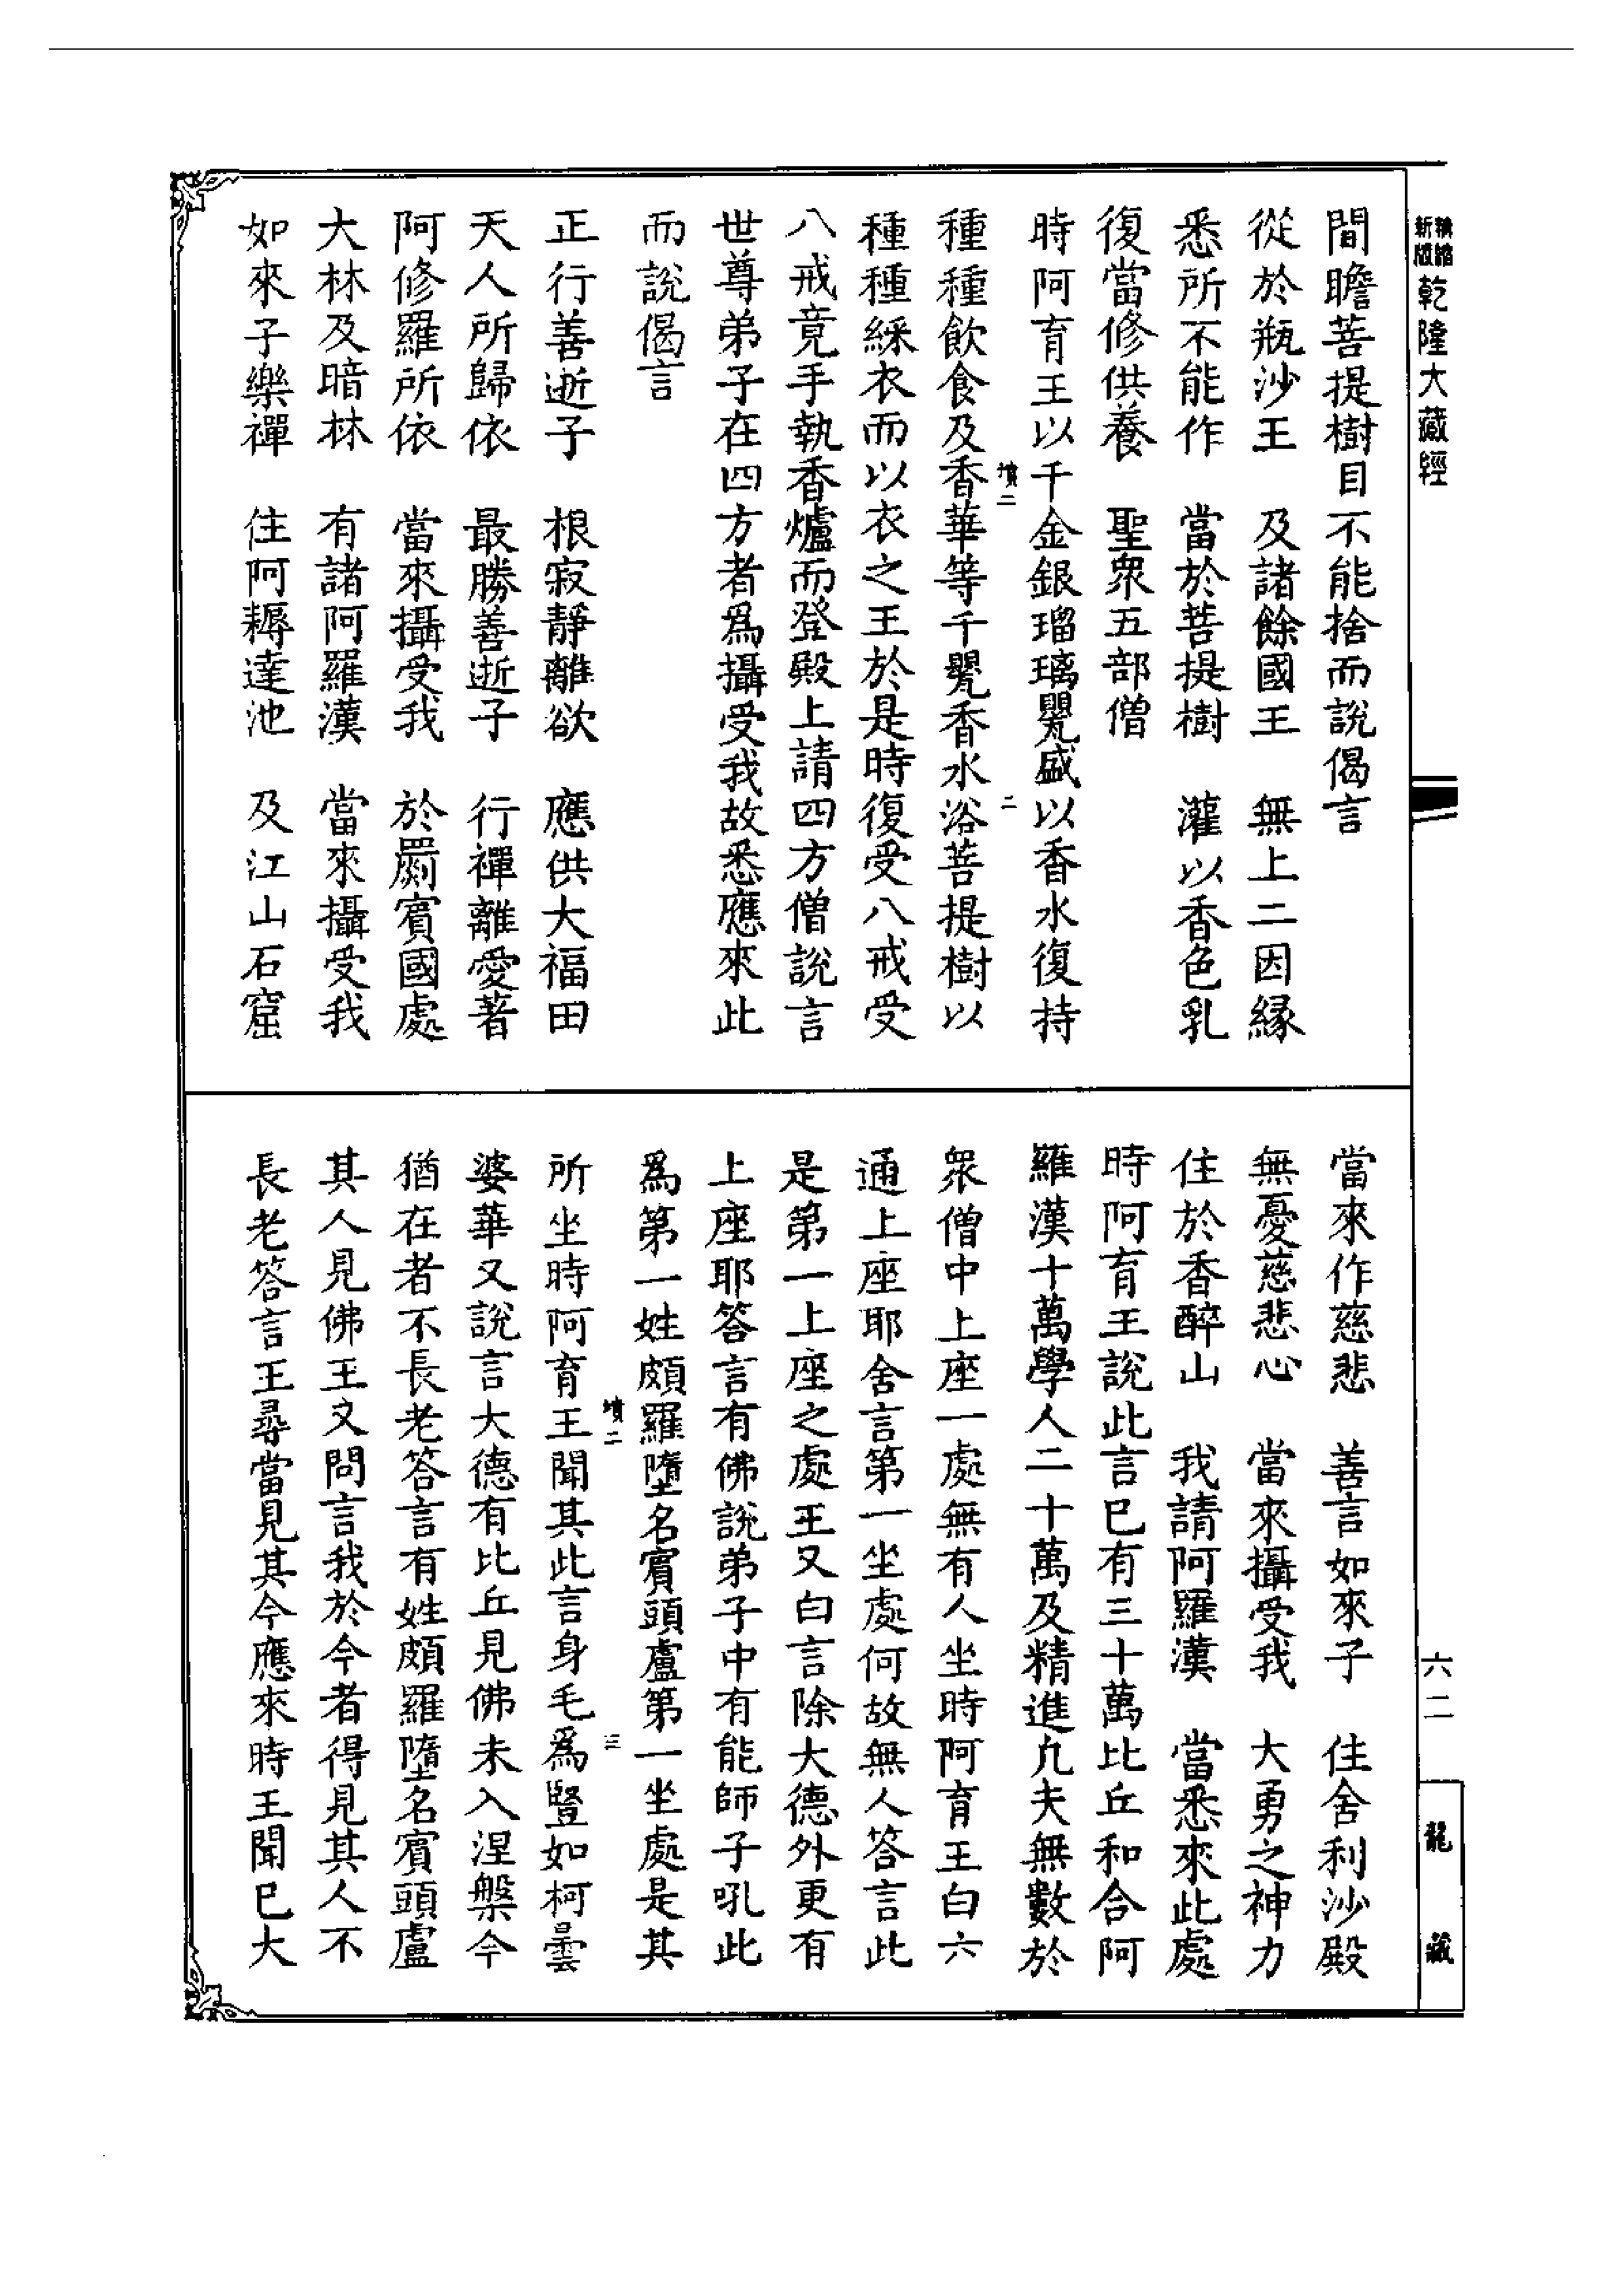 精縮新版 乾隆大藏經
間瞻菩提樹目不能捨而說偈言
從於瓶沙王　及諸餘國王　無上二因緣
悉所不能作　當於菩提樹　灌以香色乳
復當修供養　聖眾五部僧
時阿育王以千金銀瑠璃甖盛以香水復持
墳二　二
種種飲食及香華等千甖香水浴菩提樹以
種種綵衣而以衣之王於是時復受八戒受
八戒竟手執香爐而登殿上請四方僧說言
世尊弟子在四方者爲攝受我故悉應來此
而說偈言
正行善逝子　根寂靜離欲　應供大福田
天人所歸依　最勝善逝子　行禪離愛著
阿修羅所依　當來攝受我　於罽賓國處
大林及暗林　有諸阿羅漢　當來攝受我
如來子樂禪　住阿耨達池　及江山石窟
當來作慈悲　善言如來子　住舍利沙殿
無憂慈悲心　當來攝受我　大勇之神力
住於香醉山　我請阿羅漢　當悉來此處
時阿育王說此言已有三十萬比丘和合阿
羅漢十萬學人二十萬及精進凡夫無數於
眾僧中上座一處無有人坐時阿育王白六
通上座耶舍言第一坐處何故無人答言此
是第一上座之處王又白言除大德外更有
上座耶答言有佛說弟子中有能師子吼此
爲第一姓頗羅墮名賓頭盧第一坐處是其
墳二　三
所坐時阿育王聞其此言身毛爲豎如柯曇
婆華又說言大德有比丘見佛未入涅槃今
猶在者不長老答言有姓頗羅墮名賓頭盧
其人見佛王又問言我於今者得見其人不
長老答言王尋當見其今應來時王聞已大
六二
龍藏